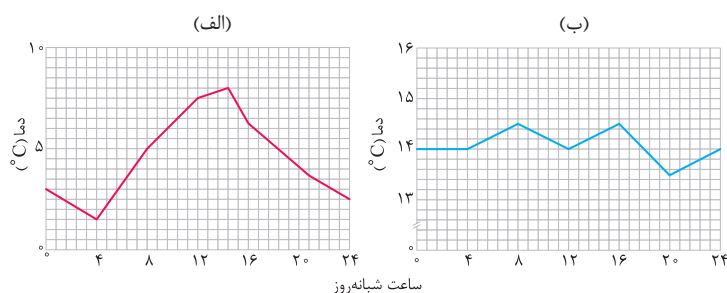 (الف)
(ب)
دما (°C)
۱۰
۵
۰
۰ ۴ ۸ ۱۲ ۱۶ ۲۰ ۲۴
دما (°C)
۱۶
۱۵
۱۴
۱۳
۰
۰ ۴ ۸ ۱۲ ۱۶ ۲۰ ۲۴
ساعت شبانه‌روز